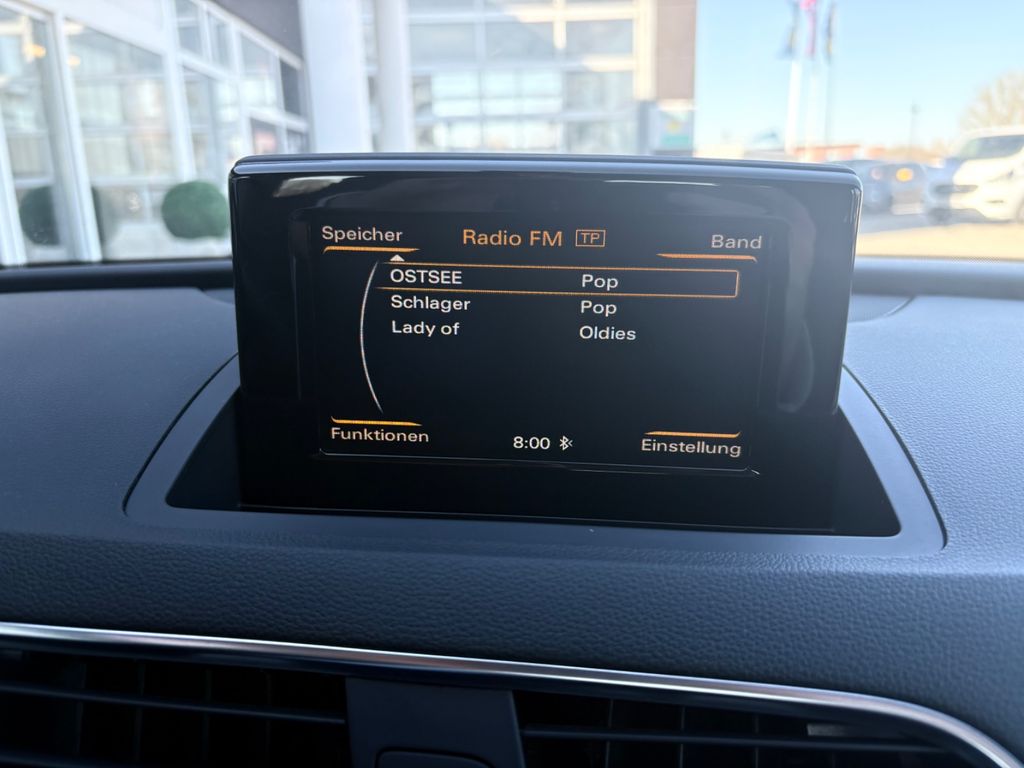 Speicher Radio FM TP Band
OSTSEE Pop
Schlager Pop
Lady of Oldies
Funktionen 8:00 Einstellung